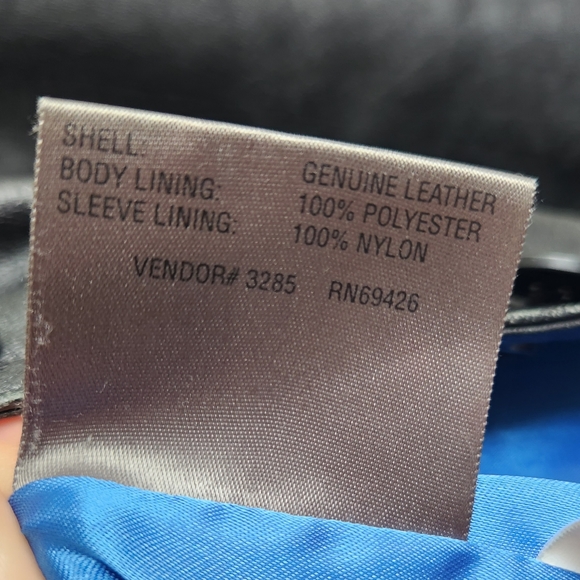 SHELL: GENUINE LEATHER
BODY LINING: 100% POLYESTER
SLEEVE LINING: 100% NYLON
VENDOR# 3285 RN69426